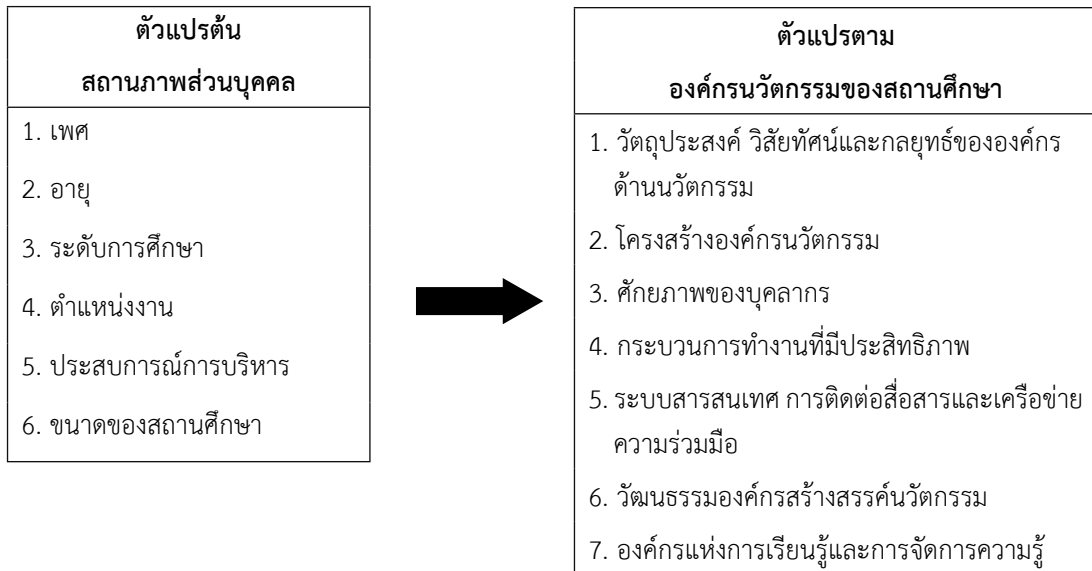 ตัวแปรต้น
สถานภาพส่วนบุคคล
1. เพศ
2. อายุ
3. ระดับการศึกษา
4. ตำแหน่งงาน
5. ประสบการณ์การบริหาร
6. ขนาดของสถานศึกษา
ตัวแปรตาม
องค์กรนวัตกรรมของสถานศึกษา
1. วัตถุประสงค์ วิสัยทัศน์และกลยุทธ์ขององค์กร
ด้านนวัตกรรม
2. โครงสร้างองค์กรนวัตกรรม
3. ศักยภาพของบุคลากร
4. กระบวนการทำงานที่มีประสิทธิภาพ
5. ระบบสารสนเทศ การติดต่อสื่อสารและเครือข่าย
ความร่วมมือ
6. วัฒนธรรมองค์กรสร้างสรรค์นวัตกรรม
7. องค์กรแห่งการเรียนรู้และการจัดการความรู้